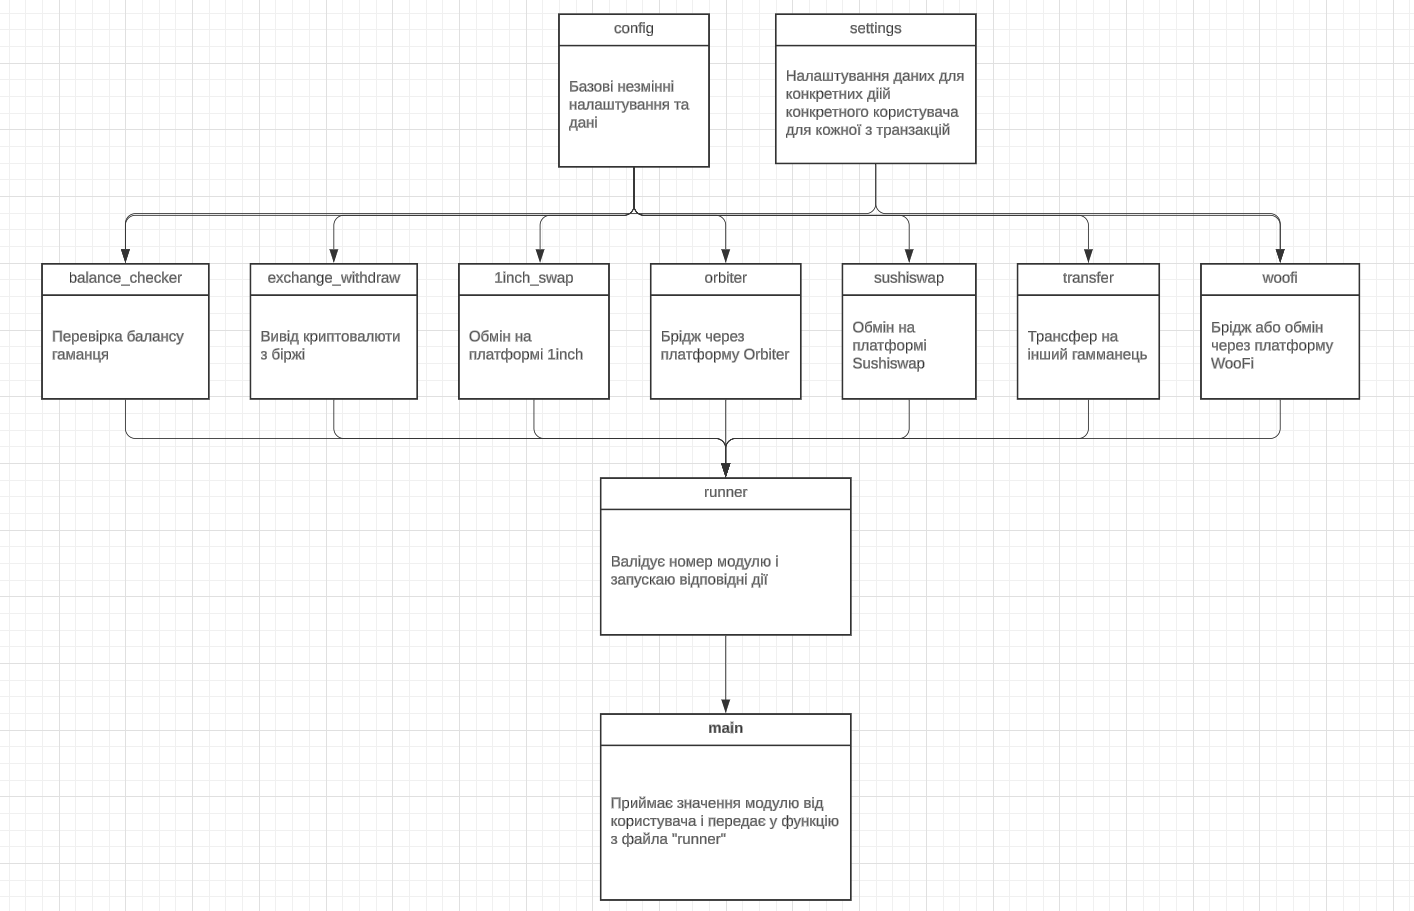 config
Базові незмінні
налаштування та
дані
settings
Налаштування даних для
конкретних діій
конкретного користувача
для кожної з транзакцій
balance_checker
Перевірка балансу
гаманця
exchange_withdraw
Вивід криптовалюти
з біржі
1inch_swap
Обмін на
платформі 1inch
orbiter
Брідж через
платформу Orbiter
sushiswap
Обмін на
платформі
Sushiswap
transfer
Трансфер на
інший гамманець
woofi
Брідж або обмін
через платформу
WooFi
runner
Валідує номер модулю і
запускаю відповідні дії
main
Приймає значення модулю від
користувача і передає у функцію
з файла "runner"